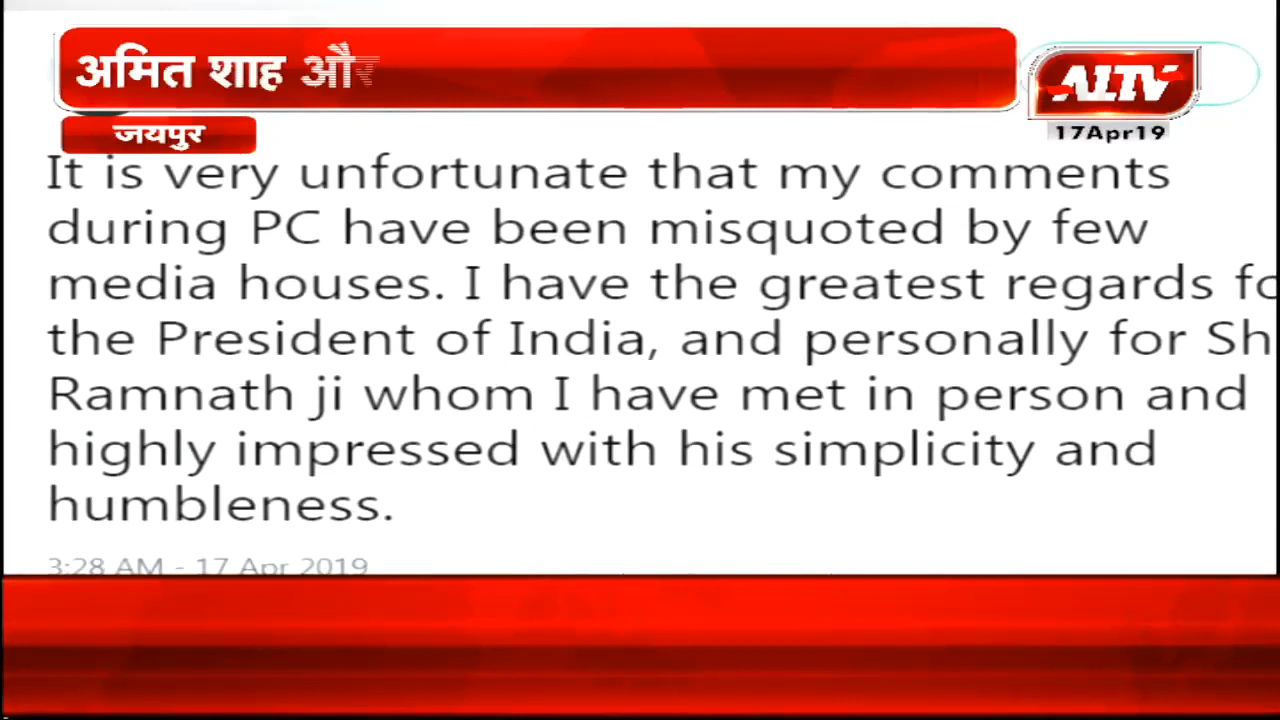 अमित शाह और
ALTV
17Apr19
जयपुर
It is very unfortunate that my comments
during PC have been misquoted by few
media houses. I have the greatest regards fo
the President of India, and personally for Sh
Ramnath ji whom I have met in person and
highly impressed with his simplicity and
humbleness.
3:28 AM - 17 Apr 2019